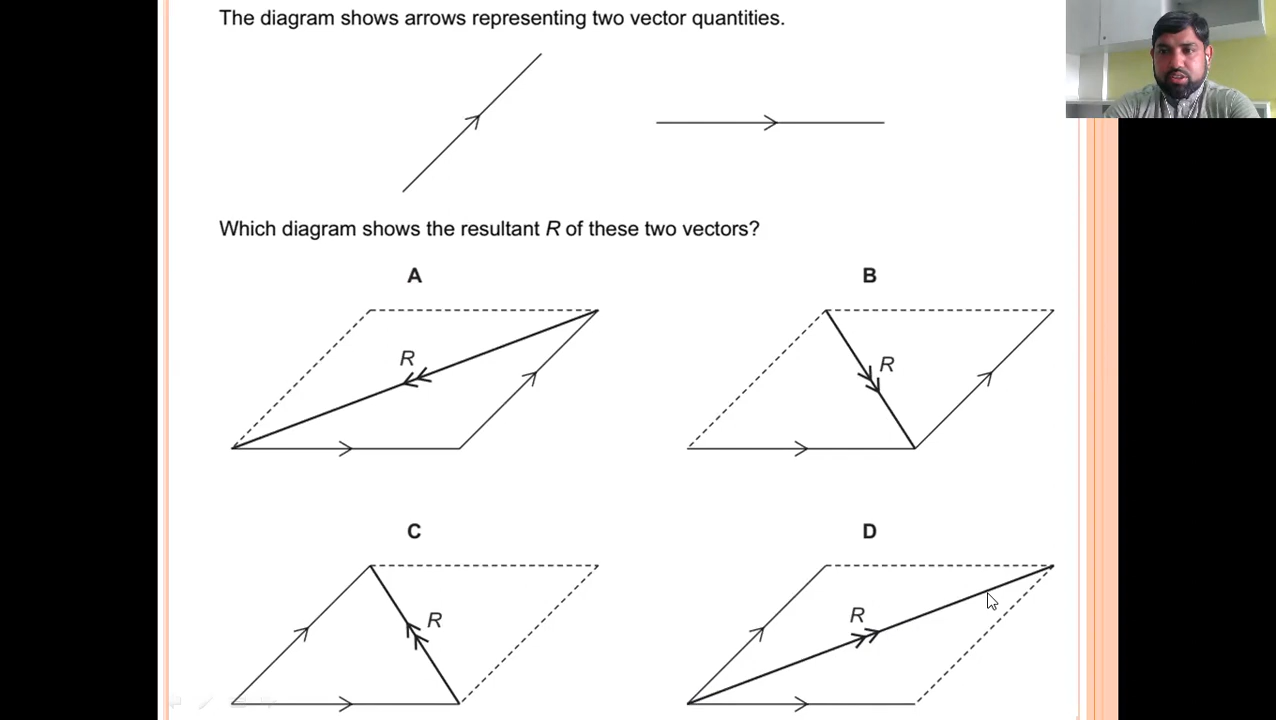 The diagram shows arrows representing two vector quantities.
Which diagram shows the resultant R of these two vectors?
A
B
R
R
C
D
R
R